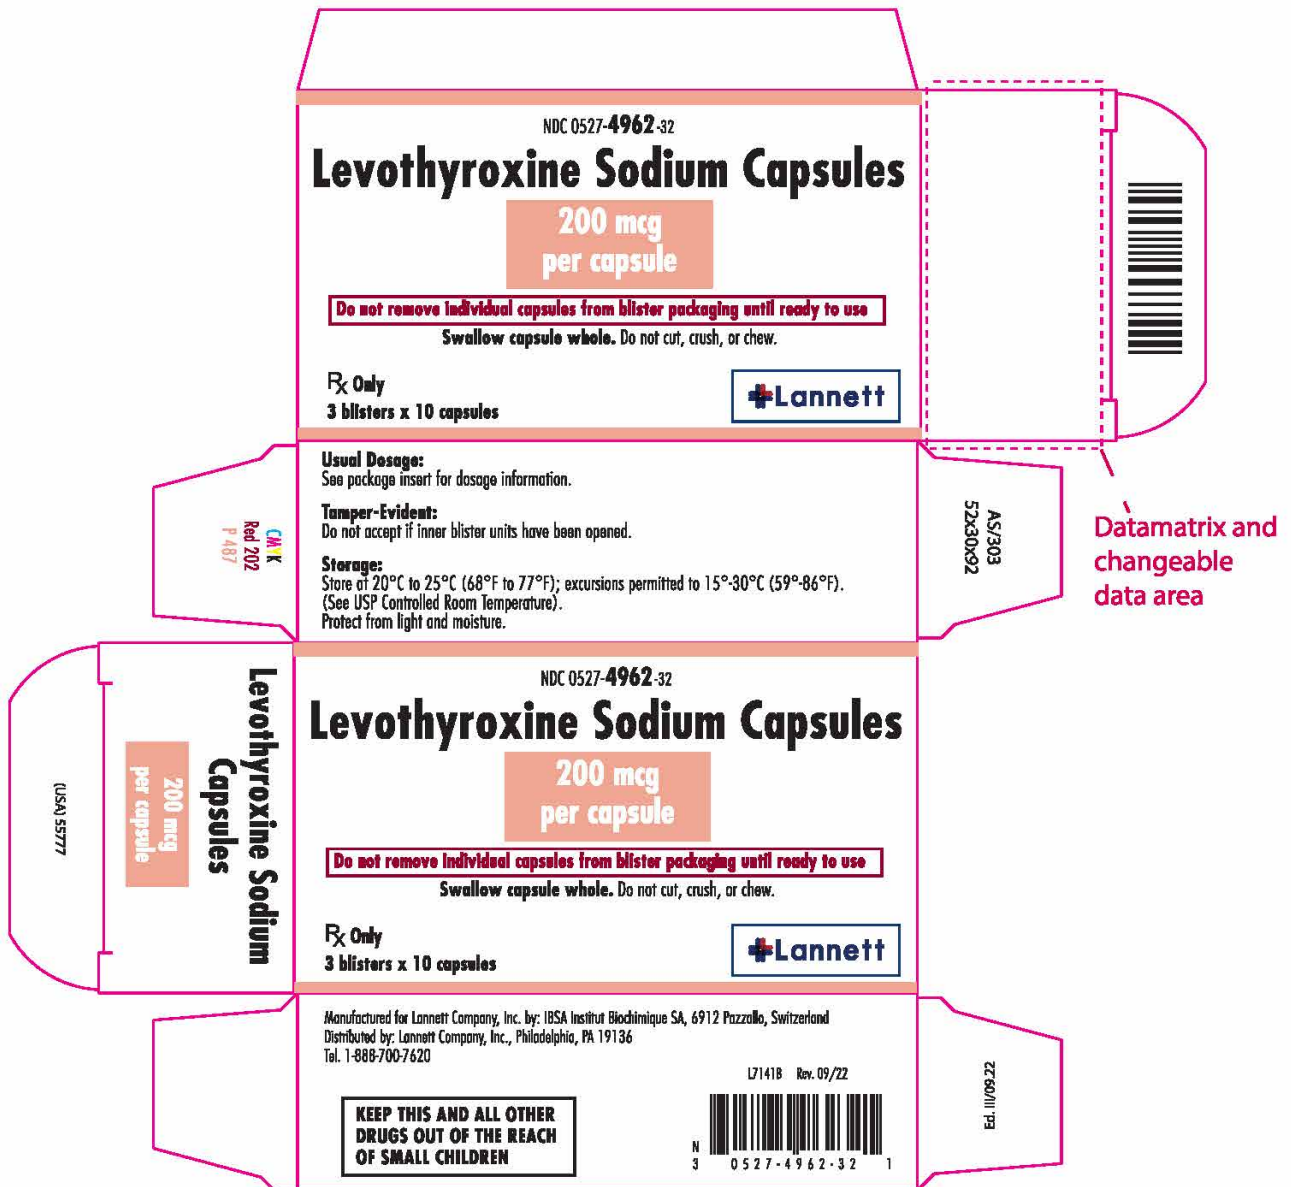 NDC 0527-4962-32
Levothyroxine Sodium Capsules
200 mcg
per capsule
Do not remove individual capsules from blister packaging until ready to use
Swallow capsule whole. Do not cut, crush, or chew.
Rx Only
3 blisters x 10 capsules
Lannett
Usual Dosage:
See package insert for dosage information.
Tamper-Evident:
Do not accept if inner blister units have been opened.
Storage:
Store at 20°C to 25°C (68°F to 77°F); excursions permitted to 15°-30°C (59°-86°F).
(See USP Controlled Room Temperature).
Protect from light and moisture.
CMYK
Red 202
P 487
AS/303
52x30x92
Datamatrix and
changeable
data area
NDC 0527-4962-32
Levothyroxine Sodium Capsules
200 mcg
per capsule
Do not remove individual capsules from blister packaging until ready to use
Swallow capsule whole. Do not cut, crush, or chew.
Rx Only
3 blisters x 10 capsules
Lannett
Levothyroxine Sodium
Capsules
200 mcg
per capsule
(USA) 55777
Manufactured for Lannett Company, Inc. by: IBSA Institut Biochimique SA, 6912 Pazzallo, Switzerland
Distributed by: Lannett Company, Inc., Philadelphia, PA 19136
Tel. 1-888-700-7620
L7141B Rev. 09/22
KEEP THIS AND ALL OTHER
DRUGS OUT OF THE REACH
OF SMALL CHILDREN
N
3 0527-4962-32 1
Ed. III/09.22